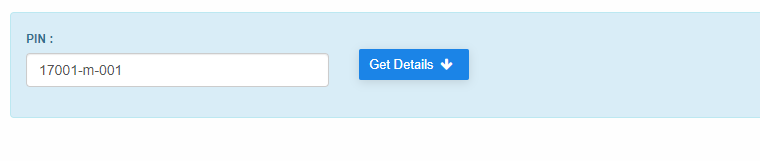 PIN :
17001-m-001
Get Details